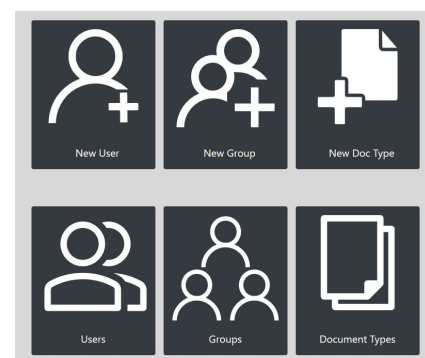 New User
New Group
New Doc Type
Users
Groups
Document Types